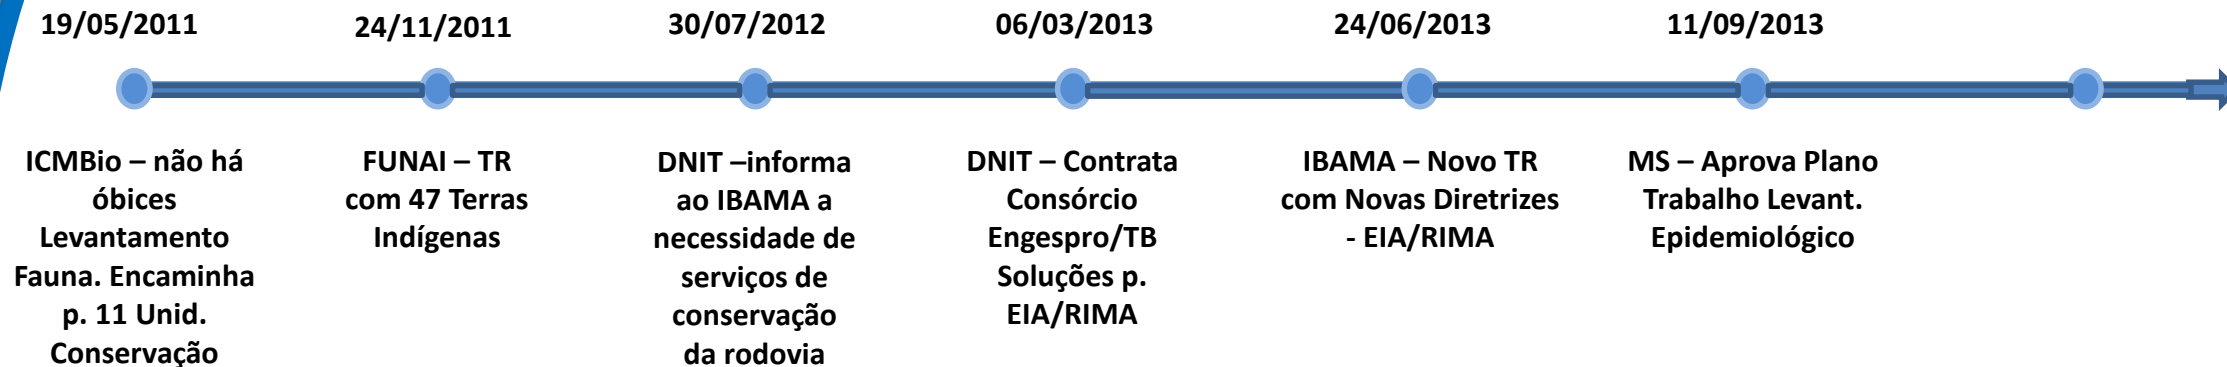 19/05/2011
24/11/2011
30/07/2012
06/03/2013
24/06/2013
11/09/2013
ICMBio – não há
óbices
Levantamento
Fauna. Encaminha
p. 11 Unid.
Conservação
FUNAI – TR
com 47 Terras
Indígenas
DNIT –informa
ao IBAMA a
necessidade de
serviços de
conservação
da rodovia
DNIT – Contrata
Consórcio
Engespro/TB
Soluções p.
EIA/RIMA
IBAMA – Novo TR
com Novas Diretrizes
- EIA/RIMA
MS – Aprova Plano
Trabalho Levant.
Epidemiológico